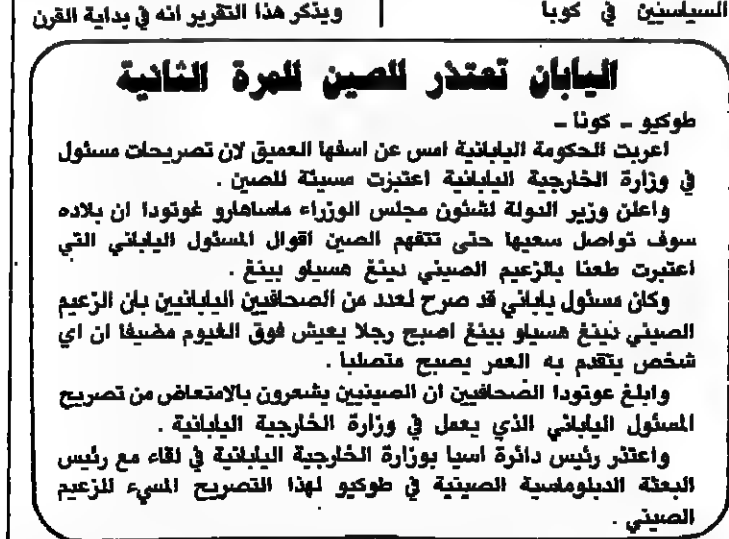 السياسيين في كوبا
ويذكر هذا التقرير انه في بداية القرن
اليابان تعتذر للصين للمرة الثانية
طوكيو - كونا -
اعربت الحكومة اليابانية امس عن اسفها العميق لان تصريحات مسئول
في وزارة الخارجية اليابانية اعتبرت مسيئة للصين .
واعلن وزير الدولة لشئون مجلس الوزراء ماساهارو غوتودا ان بلاده
سوف تواصل سعيها حتى تتفهم الصين اقوال المسئول الياباني التي
اعتبرت طعنا بالزعيم الصيني دينغ هسياو بينغ .
وكان مسئول ياباني قد صرح لعدد من الصحافيين اليابانيين بان الزعيم
الصيني دينغ هسياو بينغ اصبح رجلا يعيش فوق الغيوم مضيفا ان اي
شخص يتقدم به العمر يصبح متصلبا .
وابلغ غوتودا الصحافيين ان الصينيين يشعرون بالامتعاض من تصريح
المسئول الياباني الذي يعمل في وزارة الخارجية اليابانية .
واعتذر رئيس دائرة اسيا بوزارة الخارجية اليابانية في لقاء مع رئيس
البعثة الدبلوماسية الصينية في طوكيو لهذا التصريح المسيء للزعيم
الصيني .